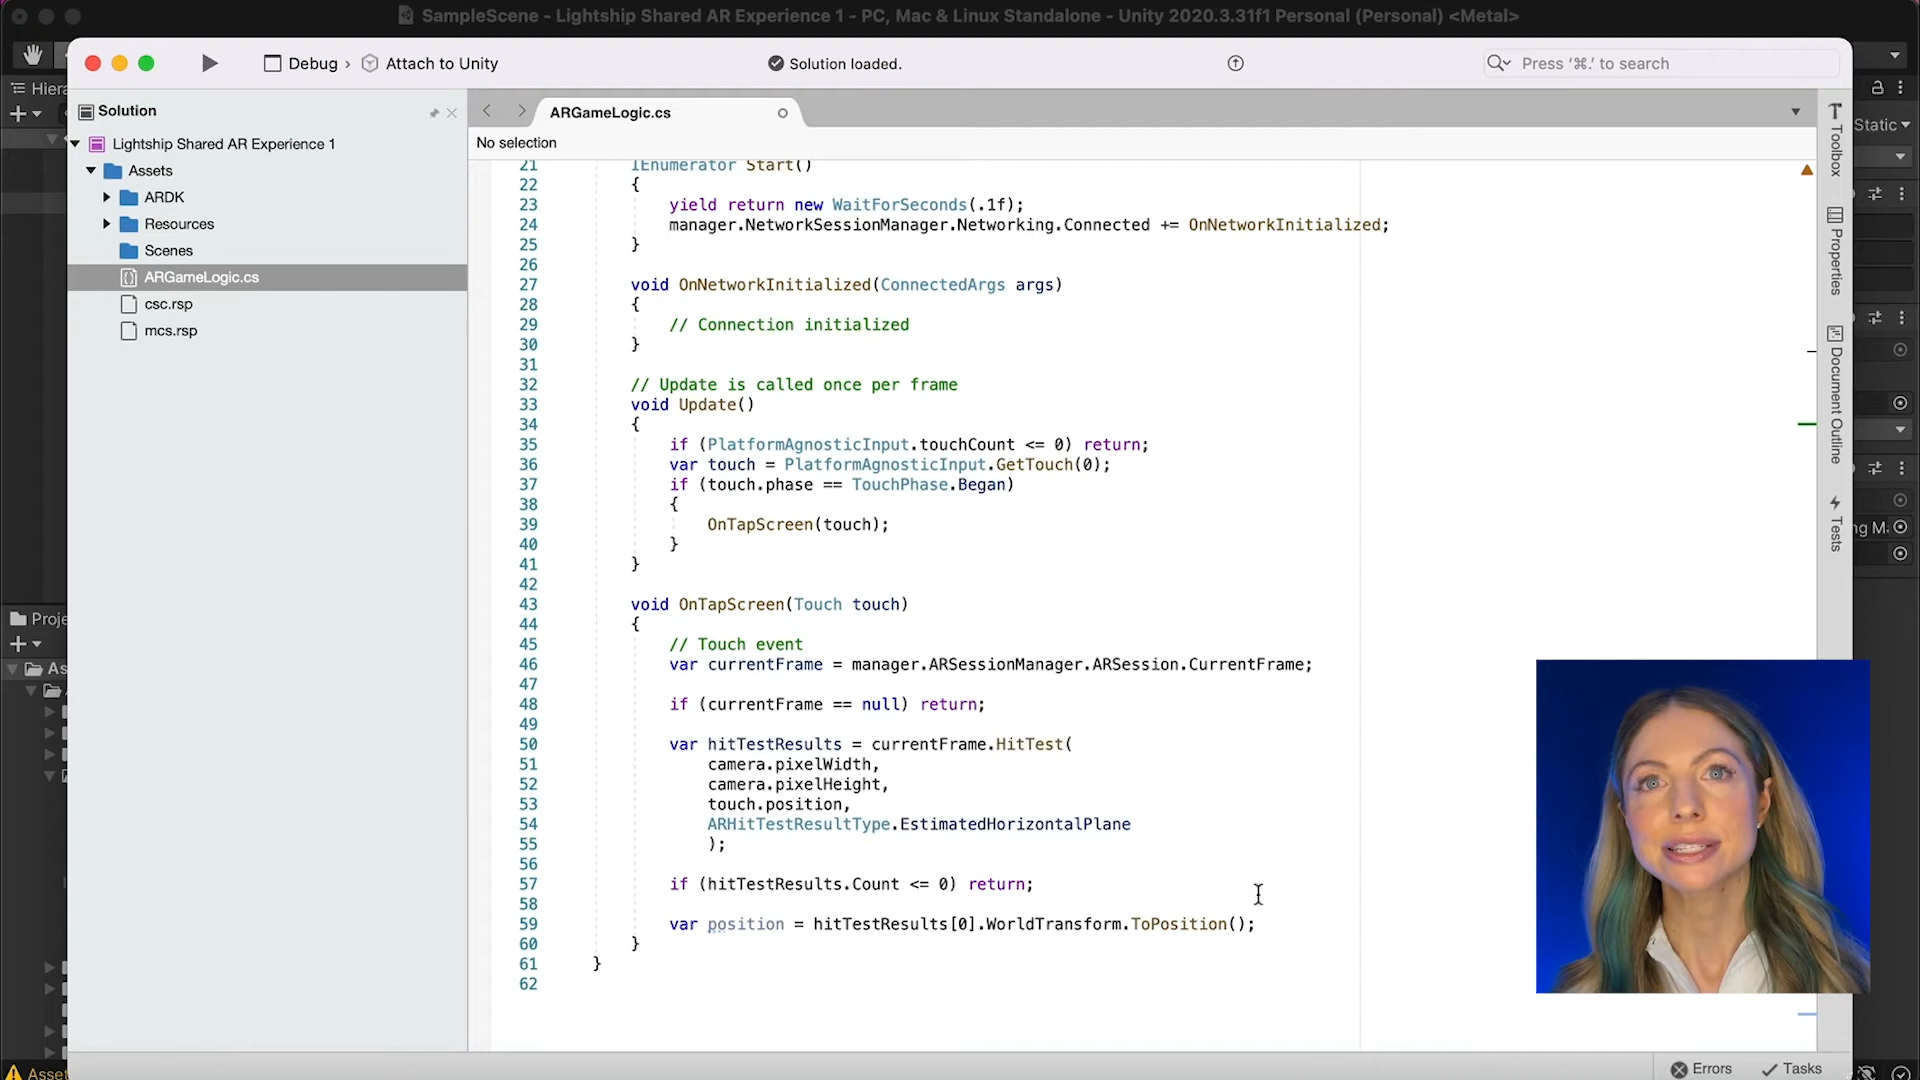 SampleScene - Lightship Shared AR Experience 1 - PC, Mac & Linux Standalone - Unity 2020.3.31f1 Personal (Personal) <Metal>
Debug › Attach to Unity
Solution loaded.
Press '⌘.' to search
Solution
Lightship Shared AR Experience 1
Assets
ARDK
Resources
Scenes
ARGameLogic.cs
csc.rsp
mcs.rsp
ARGameLogic.cs
No selection
21 IEnumerator Start()
22 {
23 yield return new WaitForSeconds(.1f);
24 manager.NetworkSessionManager.Networking.Connected += OnNetworkInitialized;
25 }
26
27 void OnNetworkInitialized(ConnectedArgs args)
28 {
29 // Connection initialized
30 }
31
32 // Update is called once per frame
33 void Update()
34 {
35 if (PlatformAgnosticInput.touchCount <= 0) return;
36 var touch = PlatformAgnosticInput.GetTouch(0);
37 if (touch.phase == TouchPhase.Began)
38 {
39 OnTapScreen(touch);
40 }
41 }
42
43 void OnTapScreen(Touch touch)
44 {
45 // Touch event
46 var currentFrame = manager.ARSessionManager.ARSession.CurrentFrame;
47
48 if (currentFrame == null) return;
49
50 var hitTestResults = currentFrame.HitTest(
51 camera.pixelWidth,
52 camera.pixelHeight,
53 touch.position,
54 ARHitTestResultType.EstimatedHorizontalPlane
55 );
56
57 if (hitTestResults.Count <= 0) return;
58
59 var position = hitTestResults[0].WorldTransform.ToPosition();
60 }
61 }
62
Toolbox
Properties
Document Outline
Tests
Errors
Tasks
Hiera
Proje
As
Asset
Static
ng M